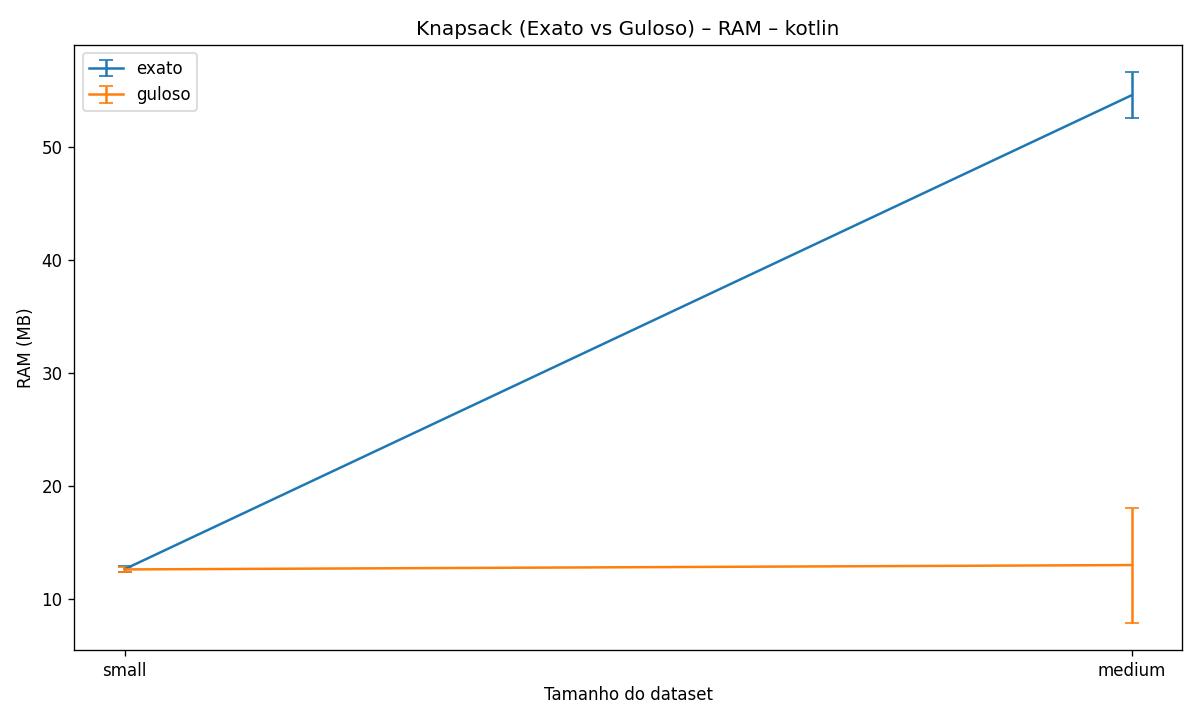 Knapsack (Exato vs Guloso) – RAM – kotlin
exato
guloso
RAM (MB)
50
40
30
20
10
small
medium
Tamanho do dataset